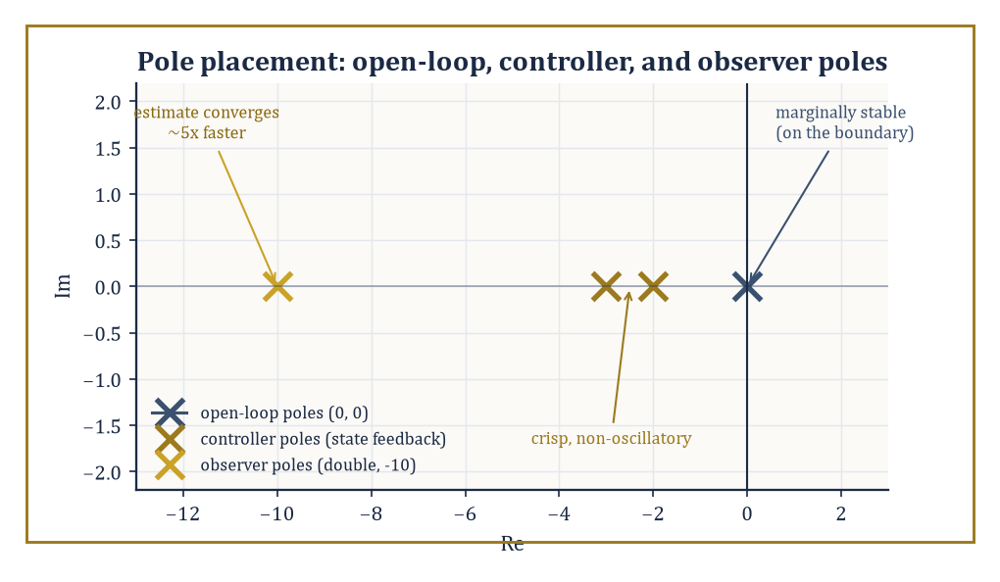 Pole placement: open-loop, controller, and observer poles
estimate converges
~5x faster
marginally stable
(on the boundary)
crisp, non-oscillatory
Im
2.0
1.5
1.0
0.5
0.0
−0.5
−1.0
−1.5
−2.0
open-loop poles (0, 0)
controller poles (state feedback)
observer poles (double, -10)
−12 −10 −8 −6 −4 −2 0 2
Re